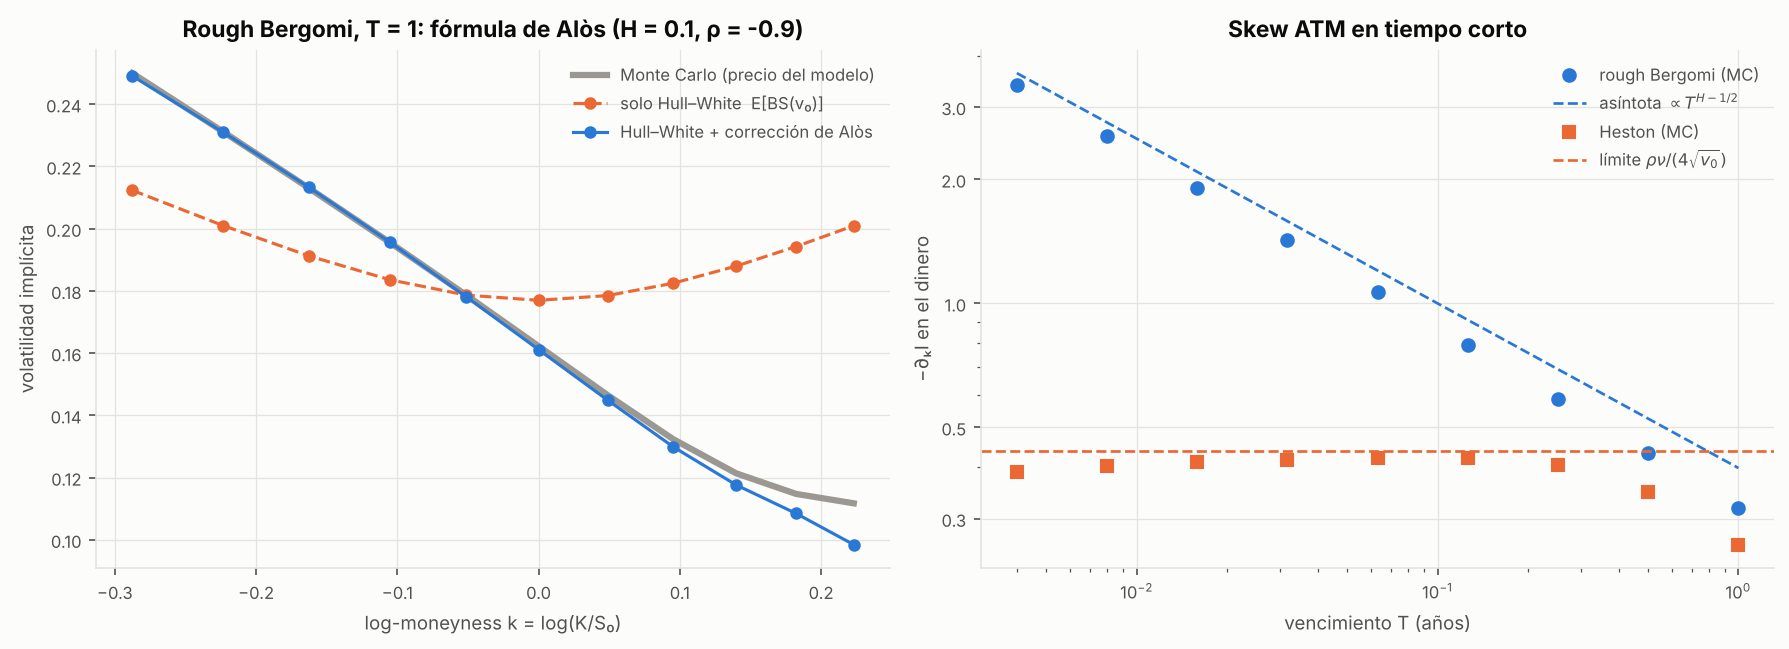 Rough Bergomi, T = 1: fórmula de Alòs (H = 0.1, ρ = -0.9)
Monte Carlo (precio del modelo)
solo Hull–White E[BS(v₀)]
Hull–White + corrección de Alòs
volatilidad implícita
0.24
0.22
0.20
0.18
0.16
0.14
0.12
0.10
−0.3
−0.2
−0.1
0.0
0.1
0.2
log-moneyness k = log(K/S₀)
Skew ATM en tiempo corto
rough Bergomi (MC)
asíntota ∝ T^{H − 1/2}
Heston (MC)
límite ρν/(4√v₀)
−∂ₖI en el dinero
3.0
2.0
1.0
0.5
0.3
10⁻²
10⁻¹
10⁰
vencimiento T (años)